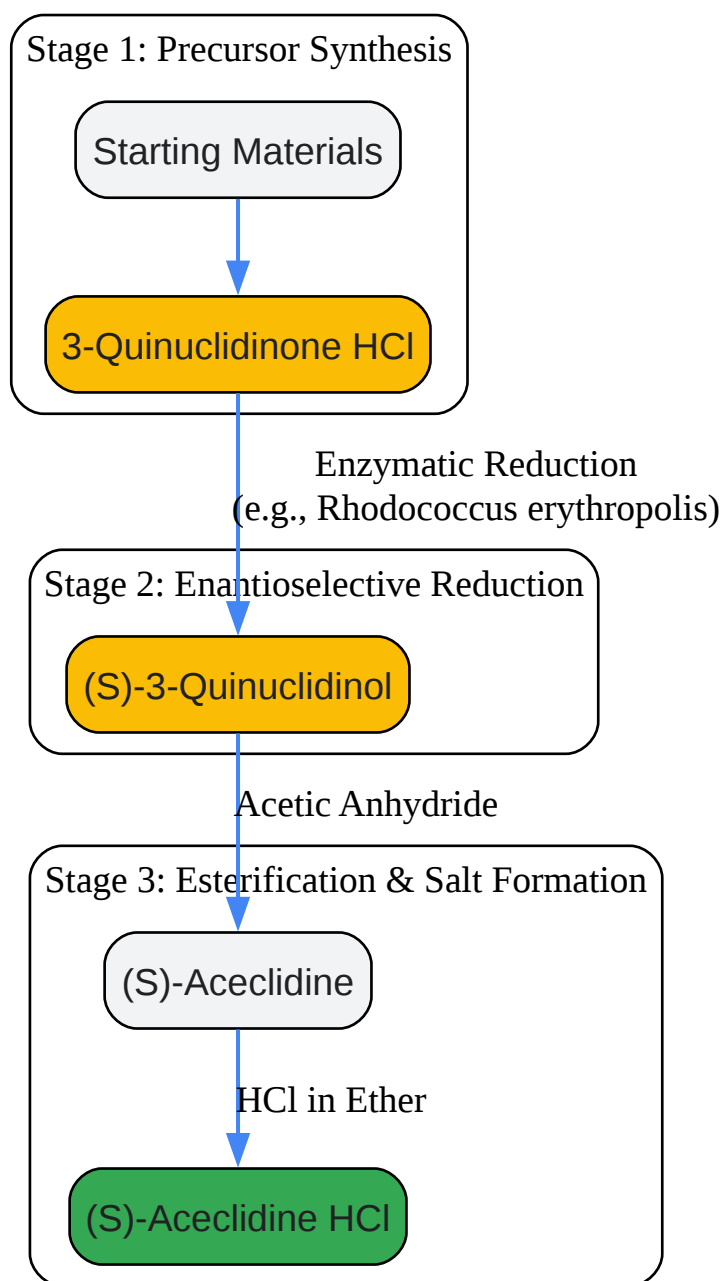 Stage 1: Precursor Synthesis
Starting Materials
3-Quinuclidinone HCl
Enzymatic Reduction
(e.g., Rhodococcus erythropolis)
Stage 2: Enantioselective Reduction
(S)-3-Quinuclidinol
Acetic Anhydride
Stage 3: Esterification & Salt Formation
(S)-Aceclidine
HCl in Ether
(S)-Aceclidine HCl